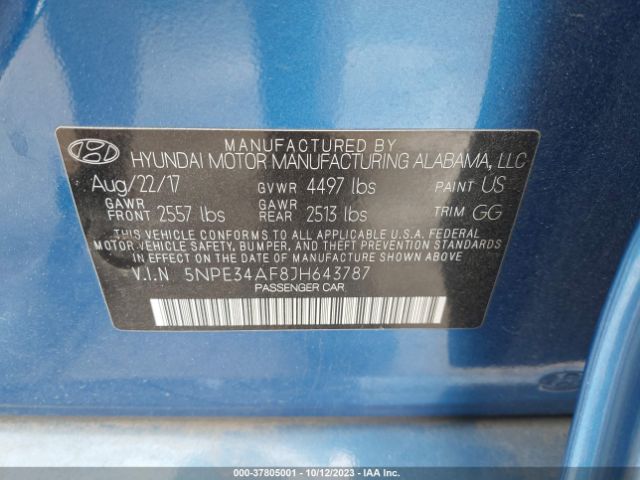 MANUFACTURED BY
HYUNDAI MOTOR MANUFACTURING ALABAMA, LLC
Aug/22/17 GVWR 4497 lbs PAINT US
GAWR FRONT 2557 lbs GAWR REAR 2513 lbs TRIM GG
THIS VEHICLE CONFORMS TO ALL APPLICABLE U.S.A. FEDERAL
MOTOR VEHICLE SAFETY, BUMPER, AND THEFT PREVENTION
STANDARDS IN EFFECT ON THE DATE OF MANUFACTURE SHOWN ABOVE
V.I.N 5NPE34AF8JH643787
PASSENGER CAR
000-37805001 - 10/12/2023 - IAA Inc.